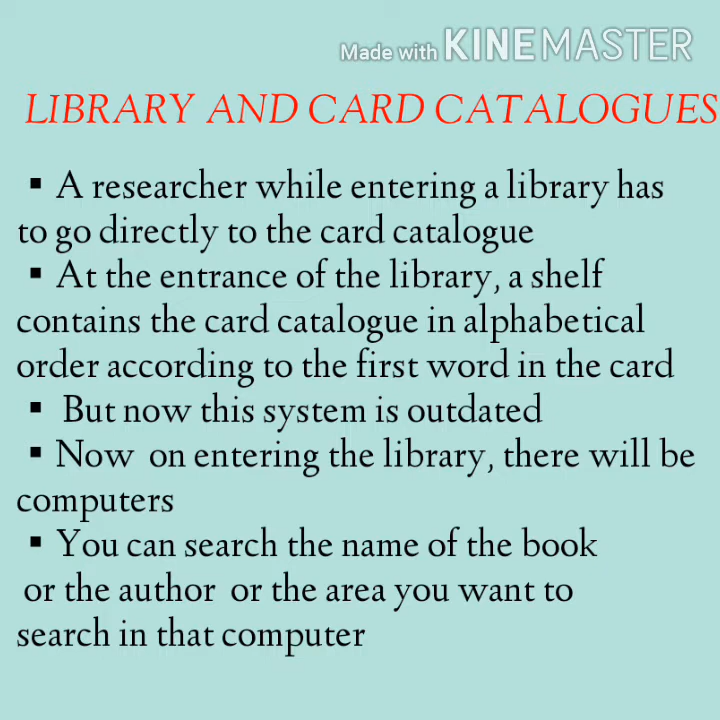 Made with KINEMASTER
LIBRARY AND CARD CATALOGUES
▪ A researcher while entering a library has
to go directly to the card catalogue
▪ At the entrance of the library, a shelf
contains the card catalogue in alphabetical
order according to the first word in the card
▪ But now this system is outdated
▪ Now on entering the library, there will be
computers
▪ You can search the name of the book
or the author or the area you want to
search in that computer